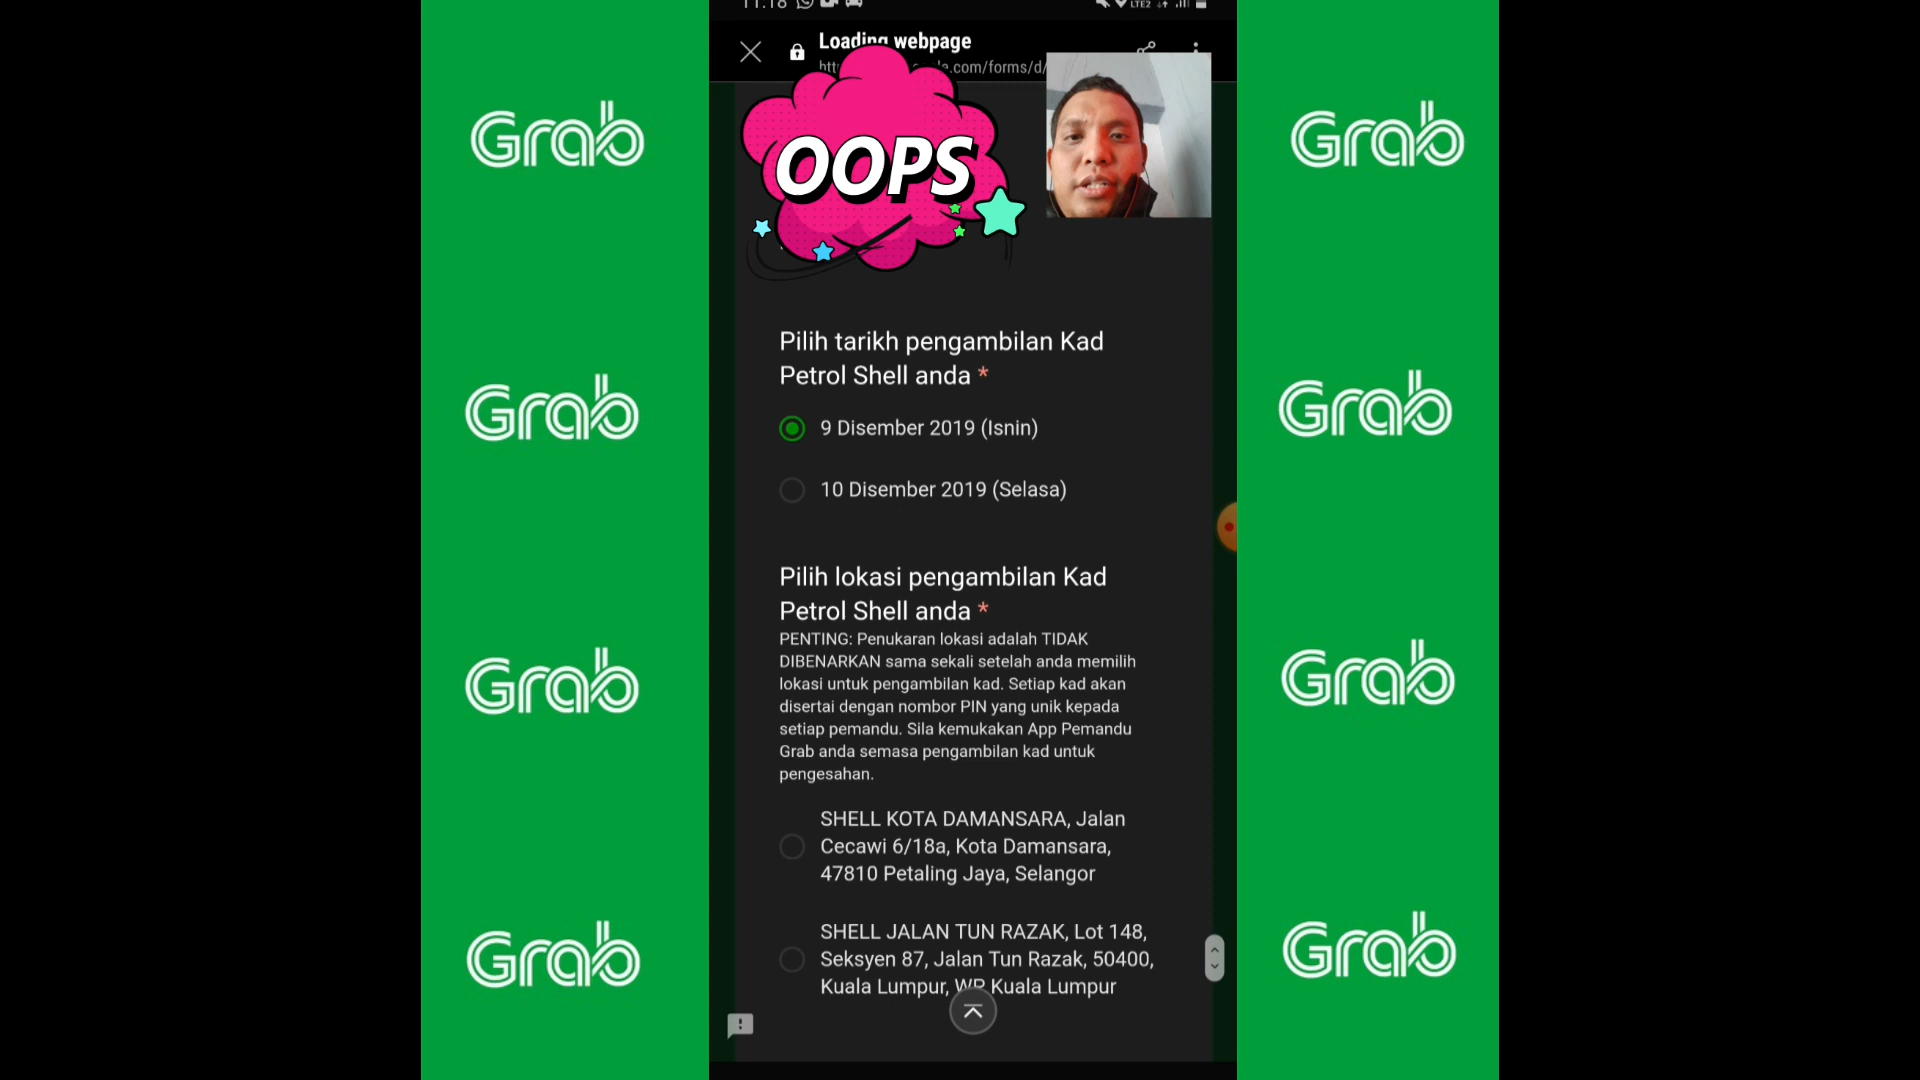 11:18
LTE2
Loading webpage
.com/forms/d/
OOPS
Pilih tarikh pengambilan Kad
Petrol Shell anda *
9 Disember 2019 (Isnin)
10 Disember 2019 (Selasa)
Pilih lokasi pengambilan Kad
Petrol Shell anda *
PENTING: Penukaran lokasi adalah TIDAK
DIBENARKAN sama sekali setelah anda memilih
lokasi untuk pengambilan kad. Setiap kad akan
disertai dengan nombor PIN yang unik kepada
setiap pemandu. Sila kemukakan App Pemandu
Grab anda semasa pengambilan kad untuk
pengesahan.
SHELL KOTA DAMANSARA, Jalan
Cecawi 6/18a, Kota Damansara,
47810 Petaling Jaya, Selangor
SHELL JALAN TUN RAZAK, Lot 148,
Seksyen 87, Jalan Tun Razak, 50400,
Kuala Lumpur, WP Kuala Lumpur
Grab
Grab
Grab
Grab
Grab
Grab
Grab
Grab